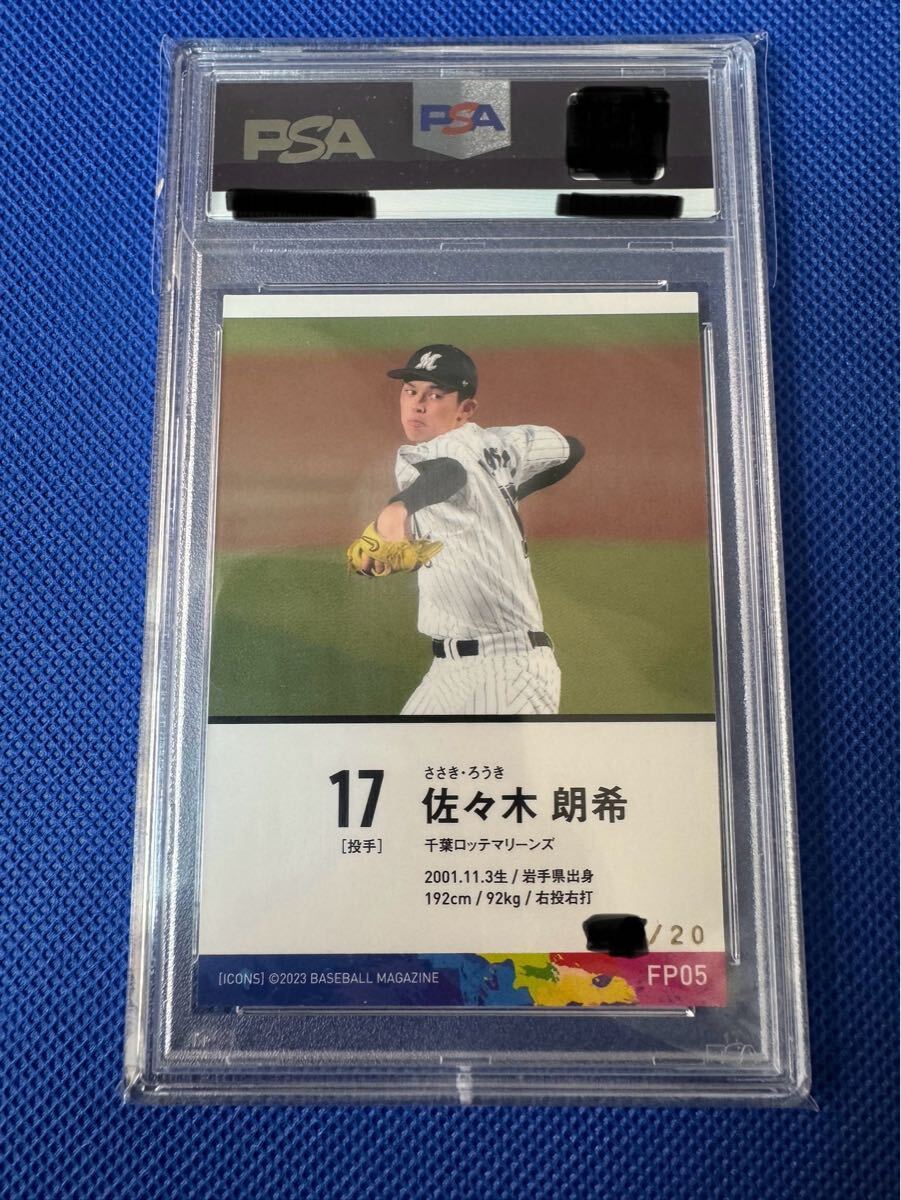 PSA
PSA
M
17
[投手]
ささき・ろうき
佐々木 朗希
千葉ロッテマリーンズ
2001.11.3生 / 岩手県出身
192cm / 92kg / 右投右打
/20
[ICONS] ©2023 BASEBALL MAGAZINE
FP05
PSA